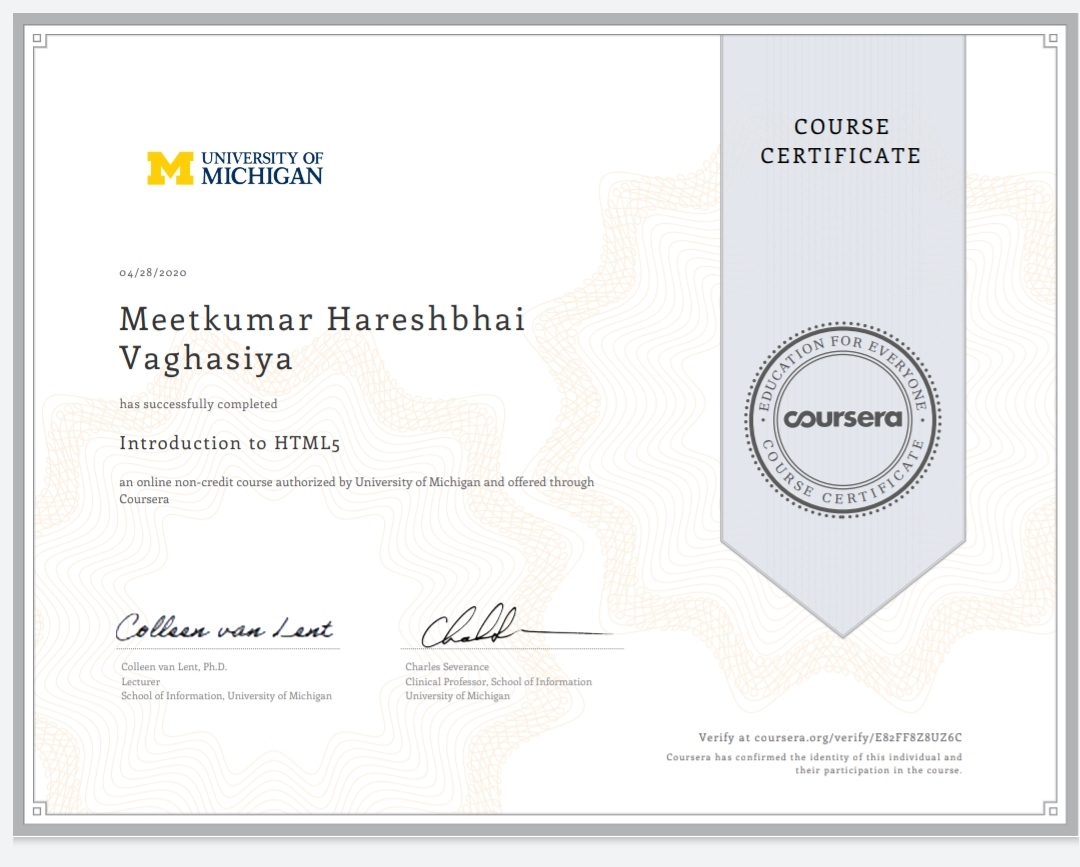 COURSE
CERTIFICATE
UNIVERSITY OF
MICHIGAN
04/28/2020
Meetkumar Hareshbhai
Vaghasiya
has successfully completed
Introduction to HTML5
an online non-credit course authorized by University of Michigan and offered through
Coursera
EDUCATION FOR EVERYONE
coursera
COURSE CERTIFICATE
Colleen van Lent
Colleen van Lent, Ph.D.
Lecturer
School of Information, University of Michigan
Charles Severance
Clinical Professor, School of Information
University of Michigan
Verify at coursera.org/verify/E82FF8Z8UZ6C
Coursera has confirmed the identity of this individual and
their participation in the course.